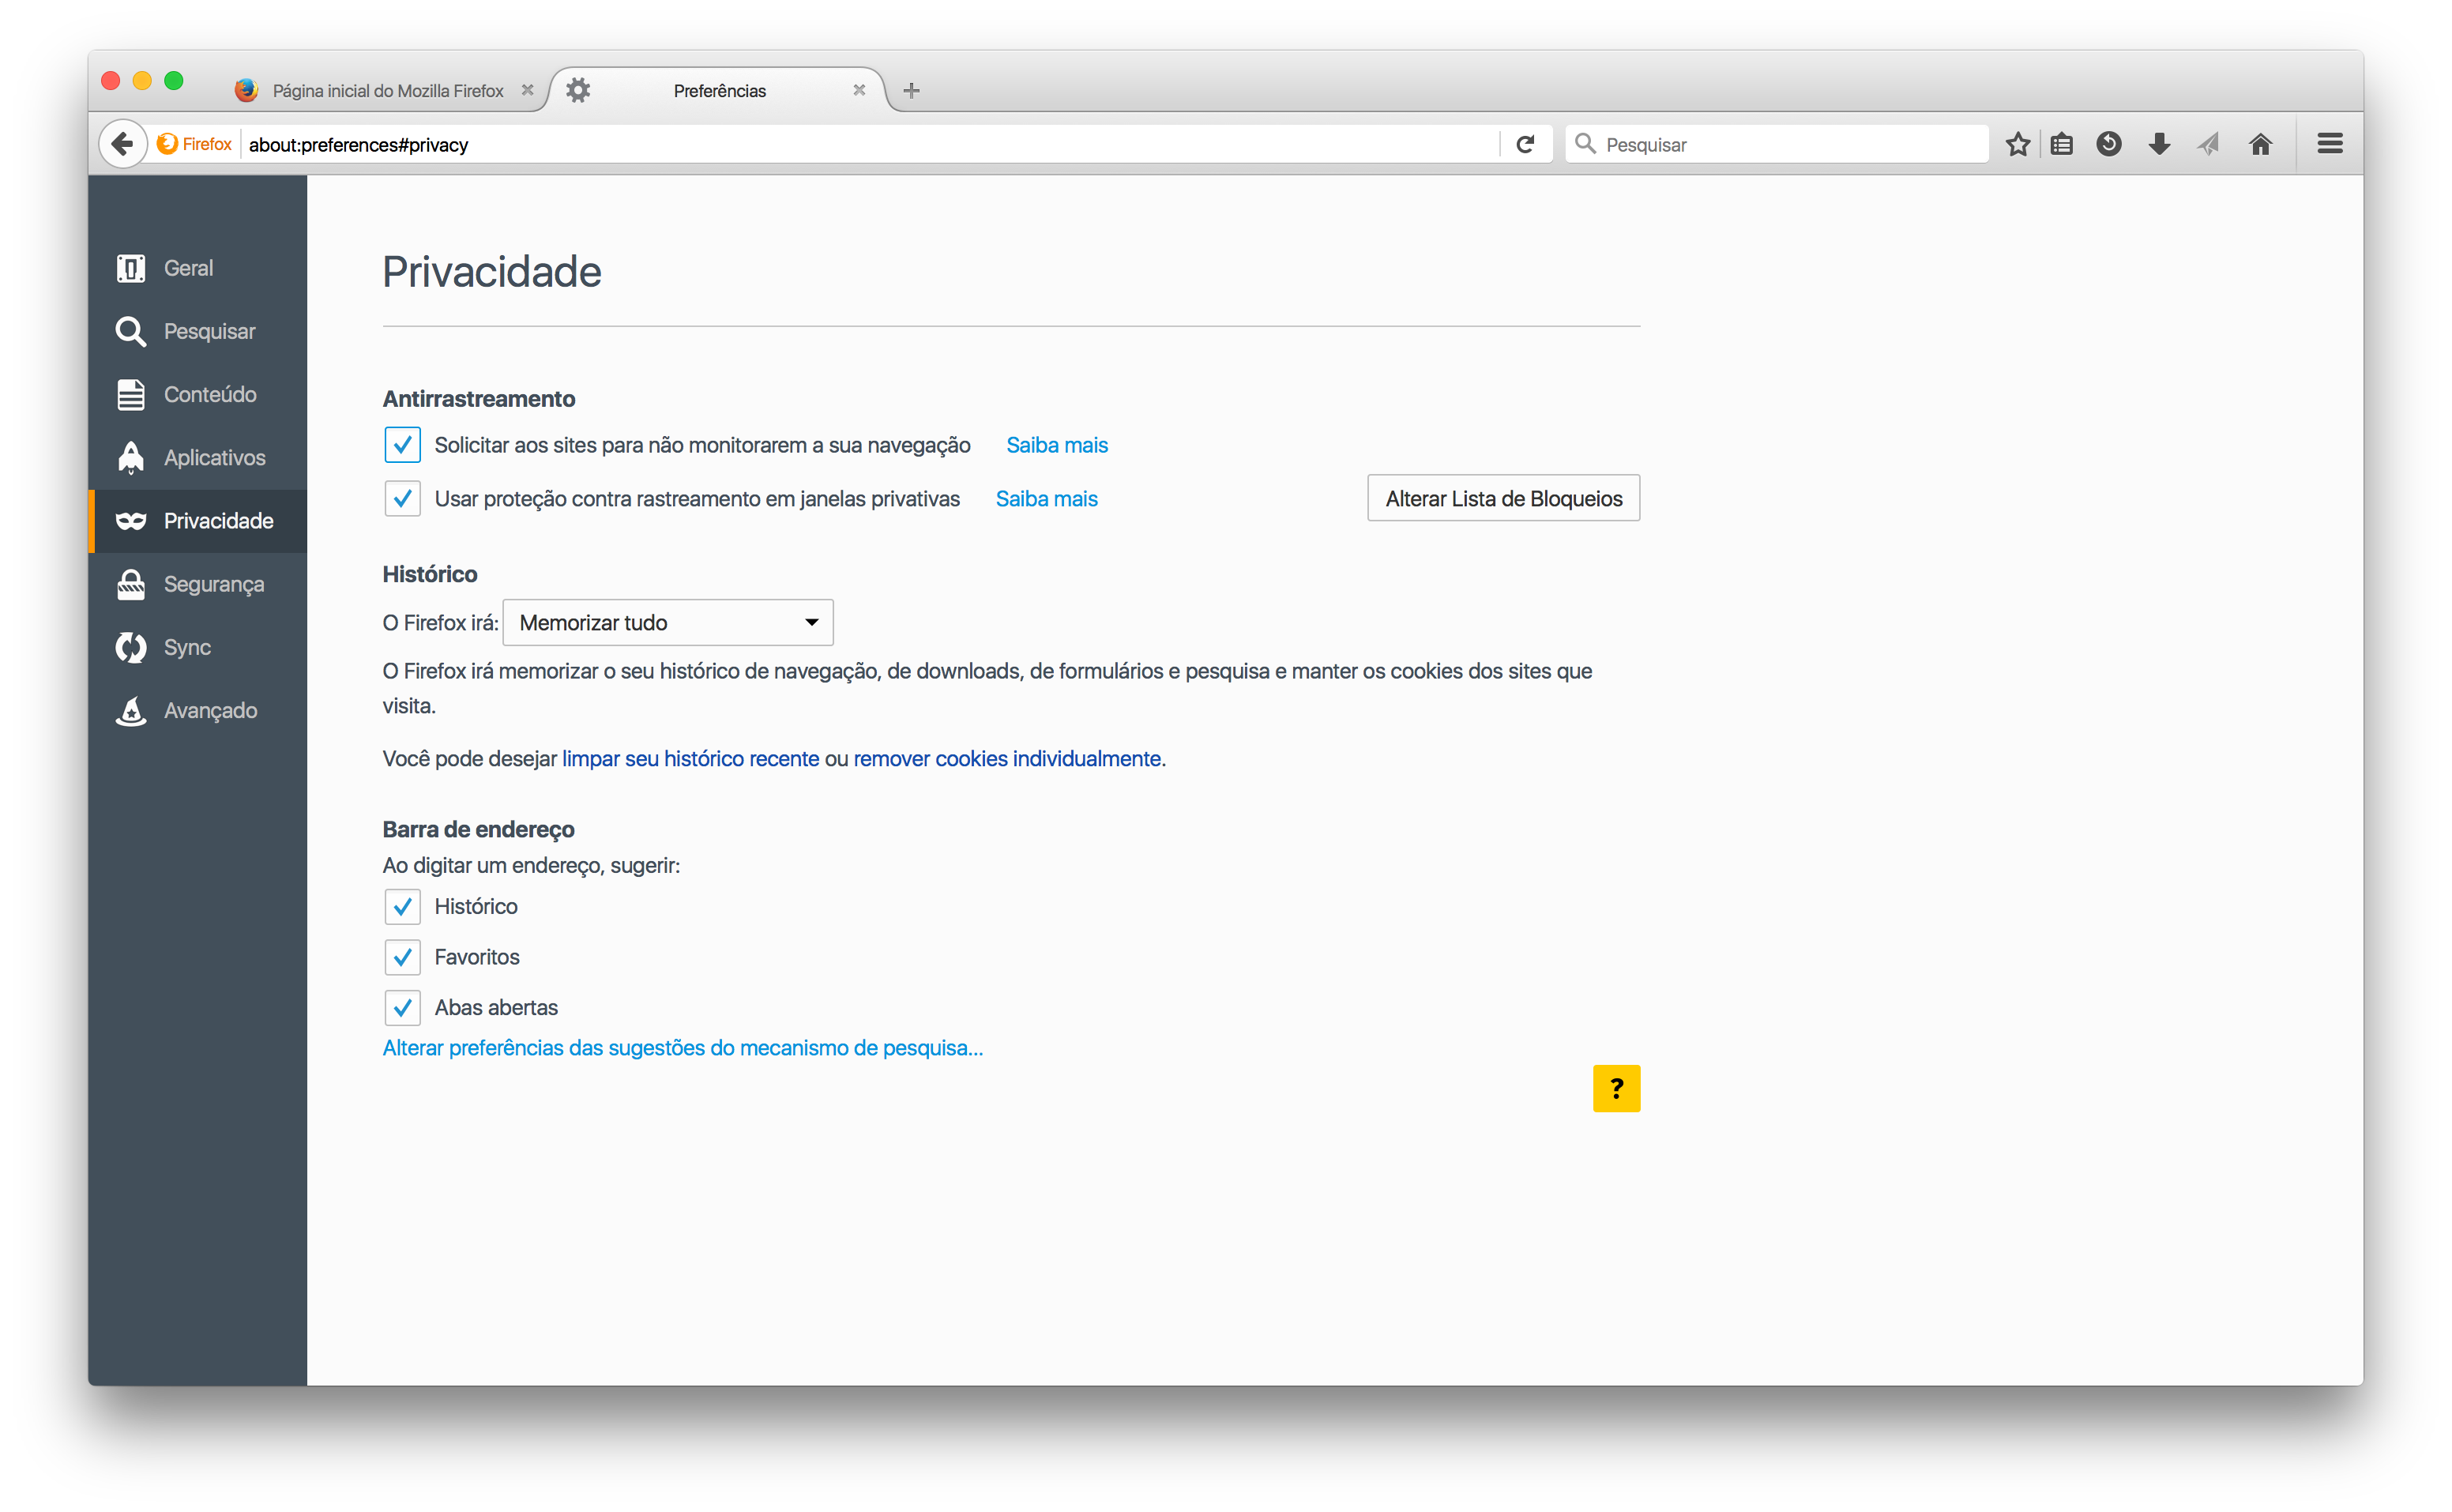 Página inicial do Mozilla Firefox
Preferências
Firefox
about:preferences#privacy
Pesquisar
Geral
Pesquisar
Conteúdo
Aplicativos
Privacidade
Segurança
Sync
Avançado
Privacidade
Antirrastreamento
Solicitar aos sites para não monitorarem a sua navegação Saiba mais
Usar proteção contra rastreamento em janelas privativas Saiba mais Alterar Lista de Bloqueios
Histórico
O Firefox irá: Memorizar tudo
O Firefox irá memorizar o seu histórico de navegação, de downloads, de formulários e pesquisa e manter os cookies dos sites que
visita.
Você pode desejar limpar seu histórico recente ou remover cookies individualmente.
Barra de endereço
Ao digitar um endereço, sugerir:
Histórico
Favoritos
Abas abertas
Alterar preferências das sugestões do mecanismo de pesquisa...
?